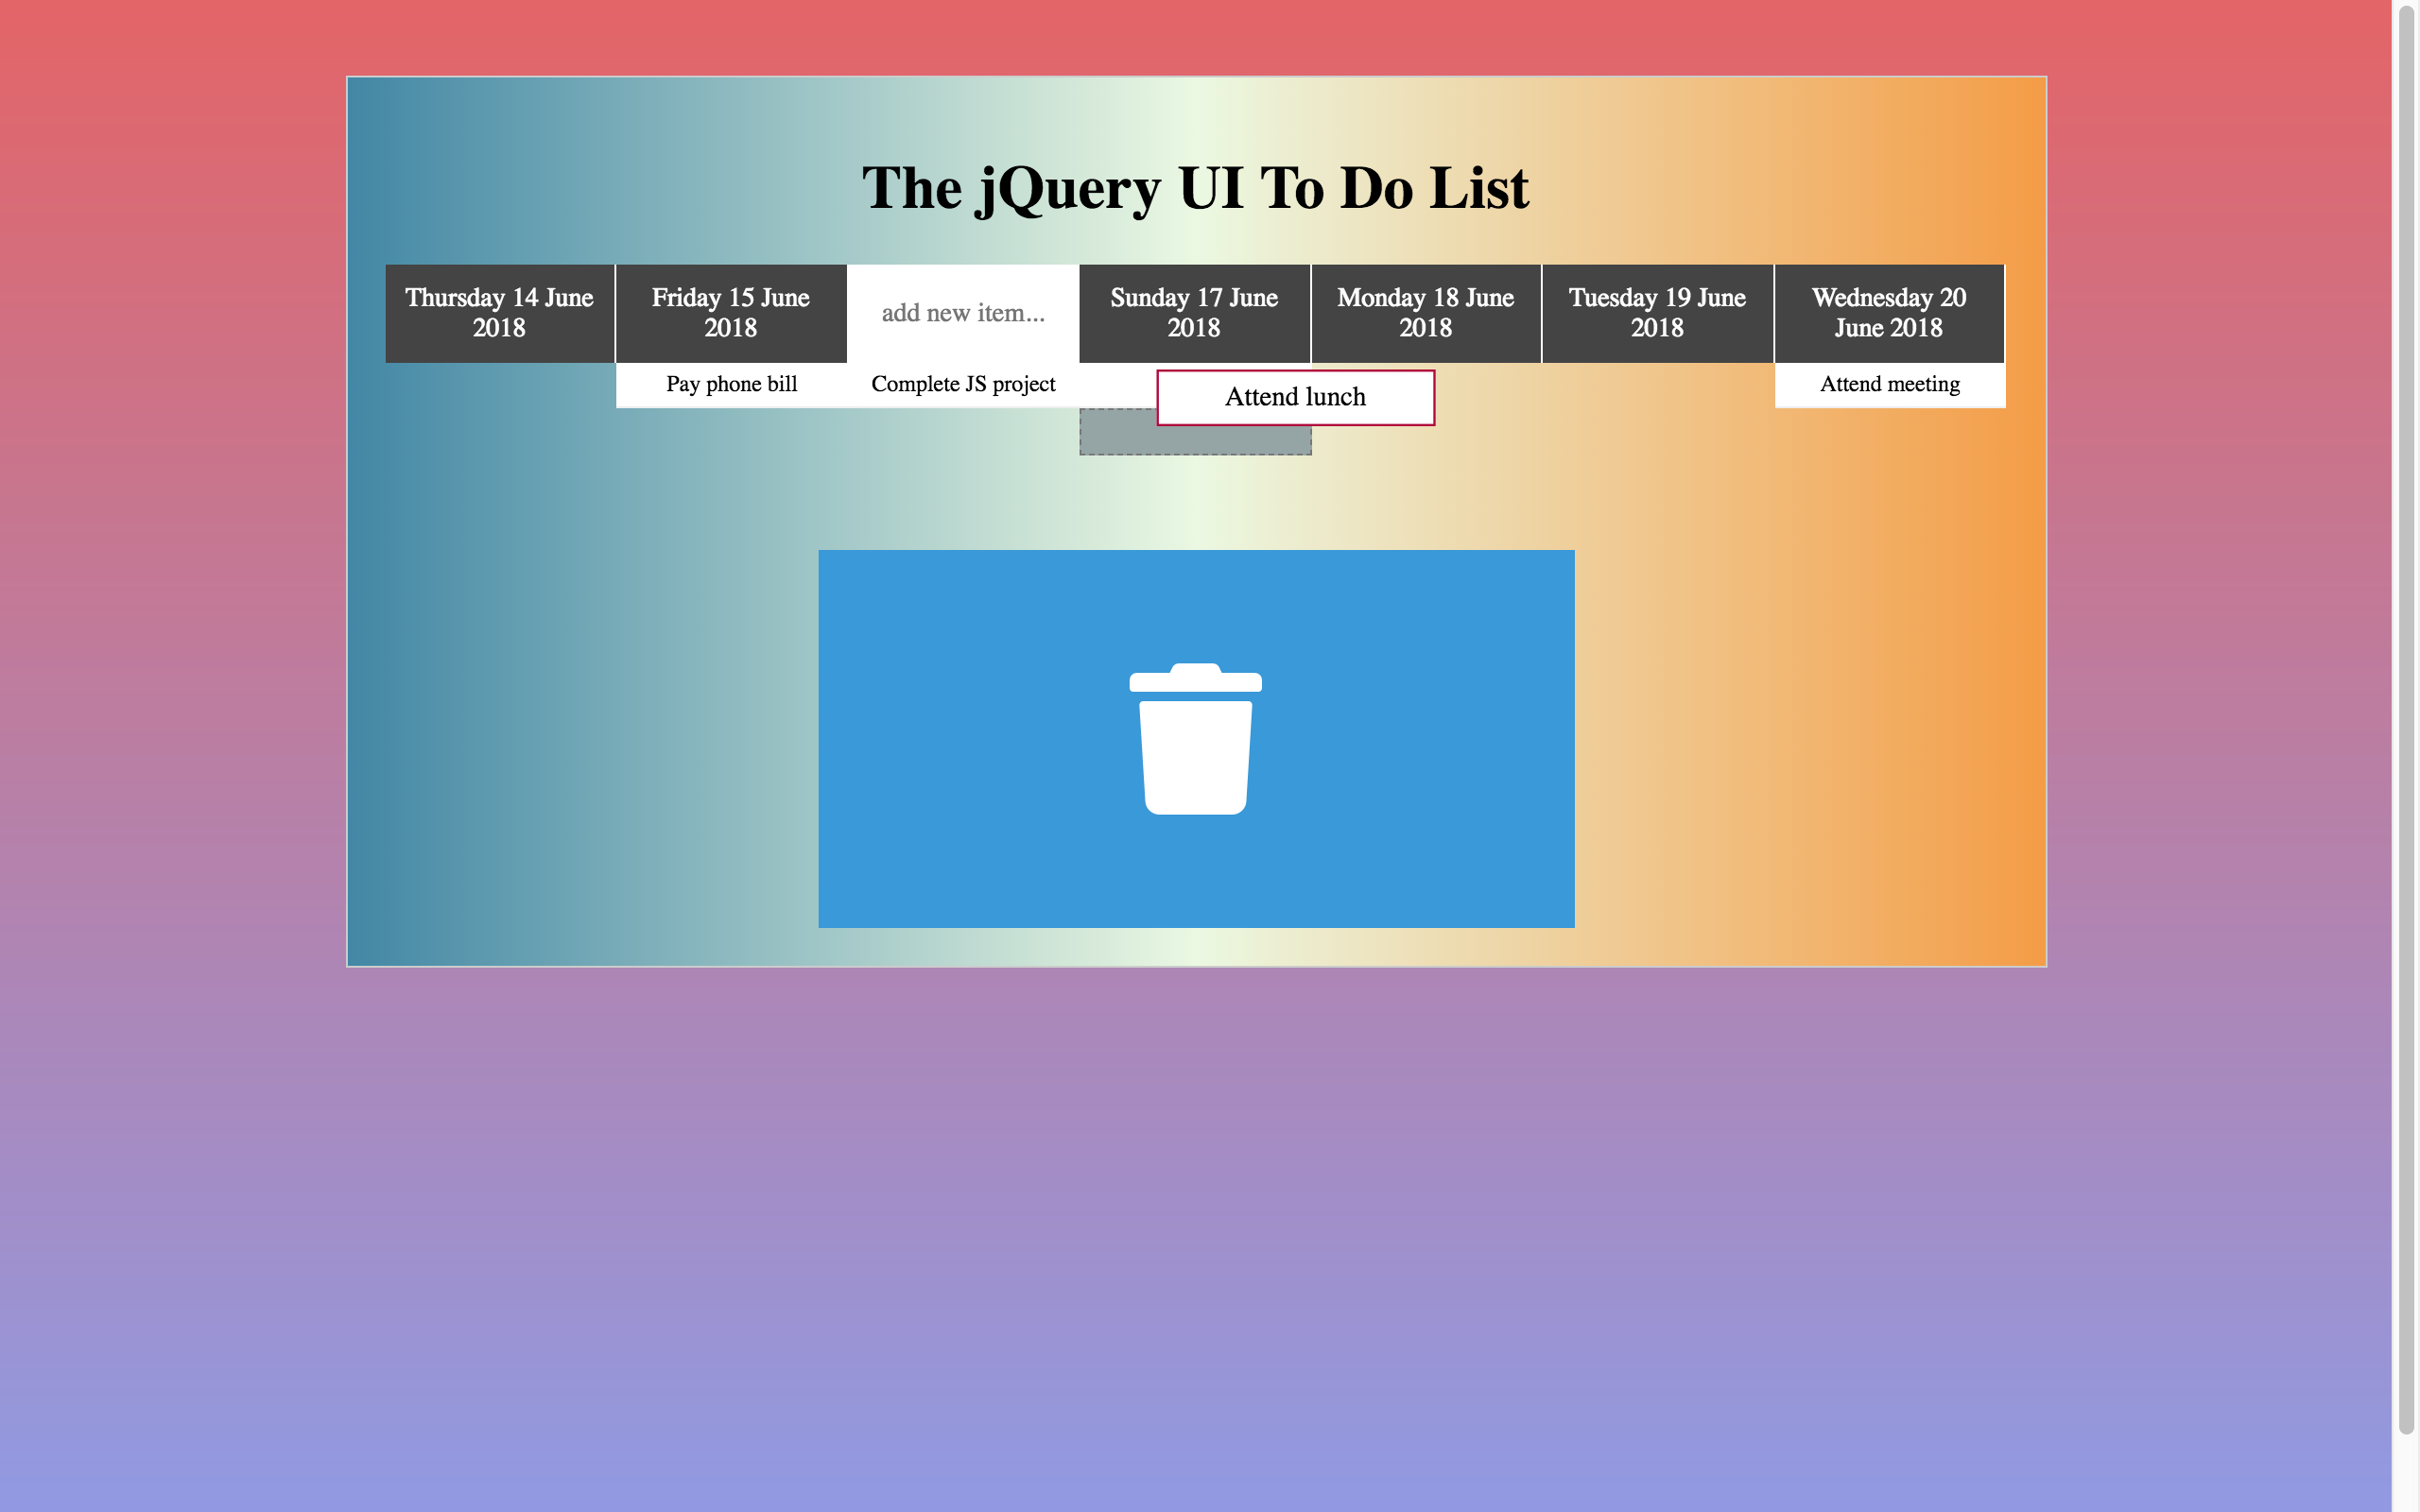 The jQuery UI To Do List
Thursday 14 June
2018
Friday 15 June
2018
add new item...
Sunday 17 June
2018
Monday 18 June
2018
Tuesday 19 June
2018
Wednesday 20
June 2018
Pay phone bill
Complete JS project
Attend lunch
Attend meeting